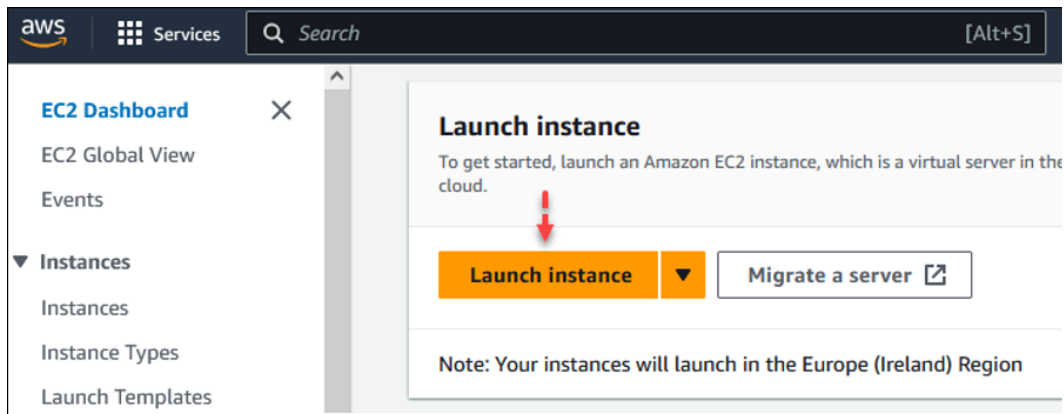 aws
Services
Search
[Alt+S]
EC2 Dashboard
EC2 Global View
Events
Instances
Instances
Instance Types
Launch Templates
Launch instance
To get started, launch an Amazon EC2 instance, which is a virtual server in the
cloud.
Launch instance
Migrate a server
Note: Your instances will launch in the Europe (Ireland) Region